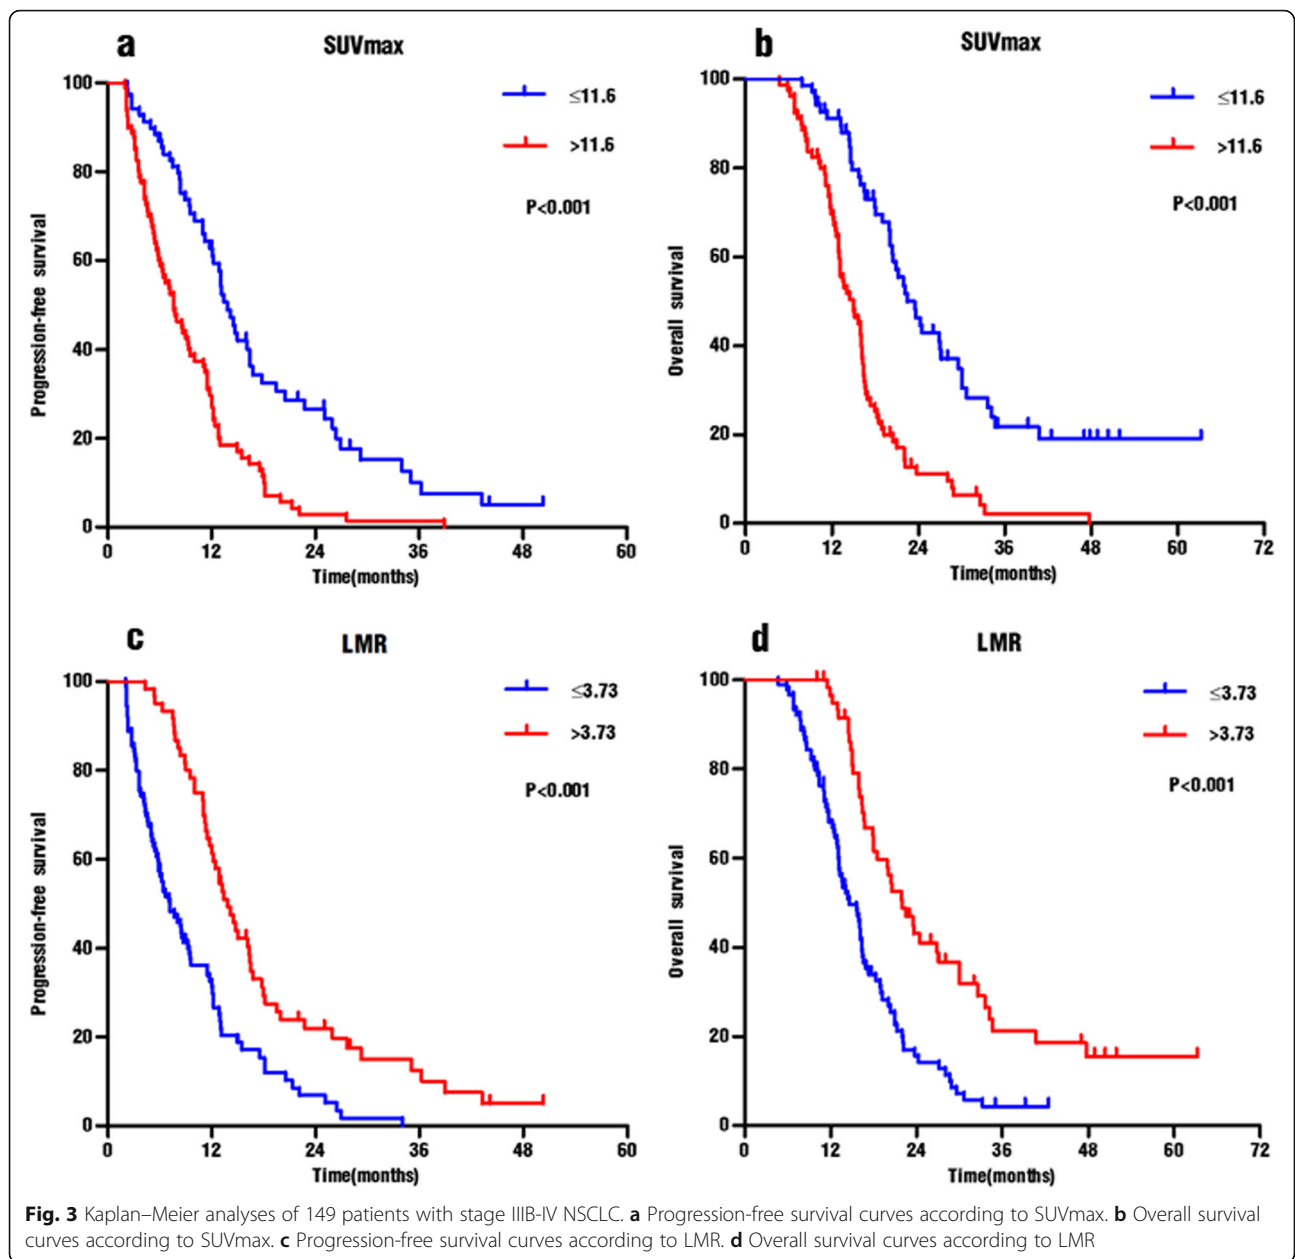 a
SUVmax
100
80
60
40
20
0
Progression-free survival
≤11.6
>11.6
P<0.001
0 12 24 36 48 60
Time(months)
b
SUVmax
100
80
60
40
20
0
Overall survival
≤11.6
>11.6
P<0.001
0 12 24 36 48 60 72
Time(months)
c
LMR
100
80
60
40
20
0
Progression-free survival
≤3.73
>3.73
P<0.001
0 12 24 36 48 60
Time(months)
d
LMR
100
80
60
40
20
0
Overall survival
≤3.73
>3.73
P<0.001
0 12 24 36 48 60 72
Time(months)
Fig. 3 Kaplan–Meier analyses of 149 patients with stage IIIB-IV NSCLC. a Progression-free survival curves according to SUVmax. b Overall survival
curves according to SUVmax. c Progression-free survival curves according to LMR. d Overall survival curves according to LMR